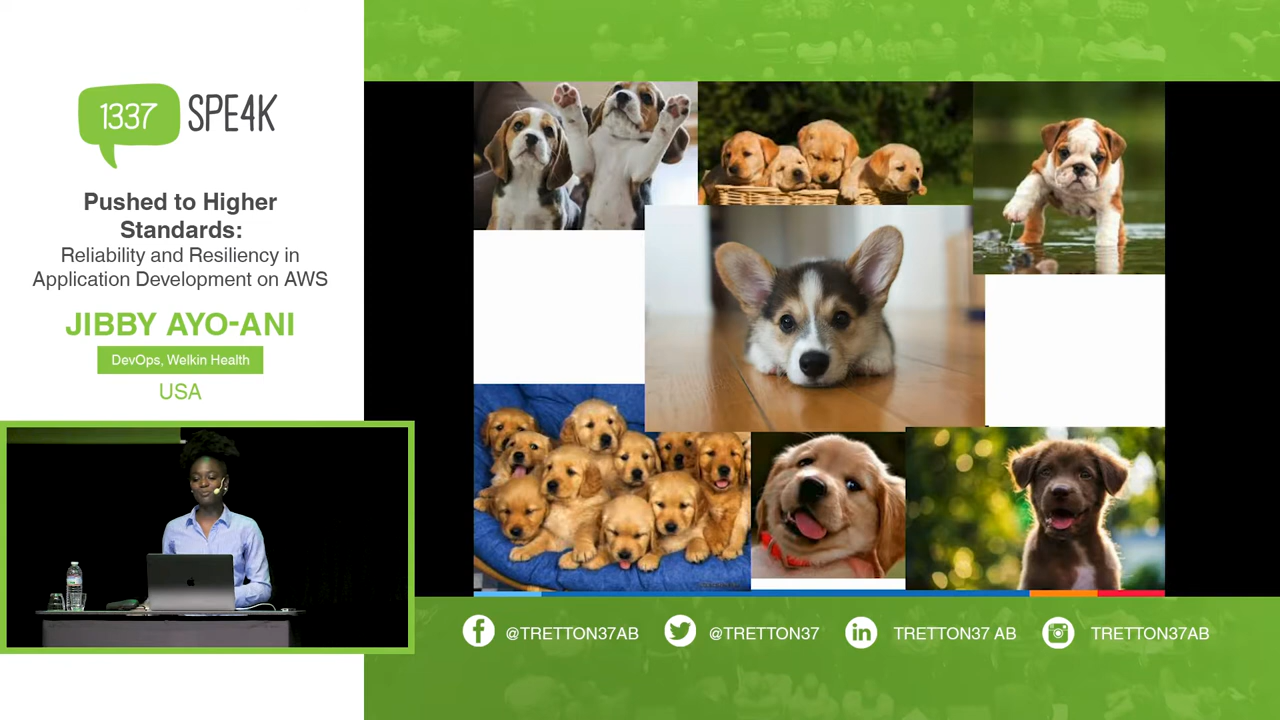 1337 SPE4K
Pushed to Higher
Standards:
Reliability and Resiliency in
Application Development on AWS
JIBBY AYO-ANI
DevOps, Welkin Health
USA
@TRETTON37AB
@TRETTON37
in
TRETTON37 AB
TRETTON37AB